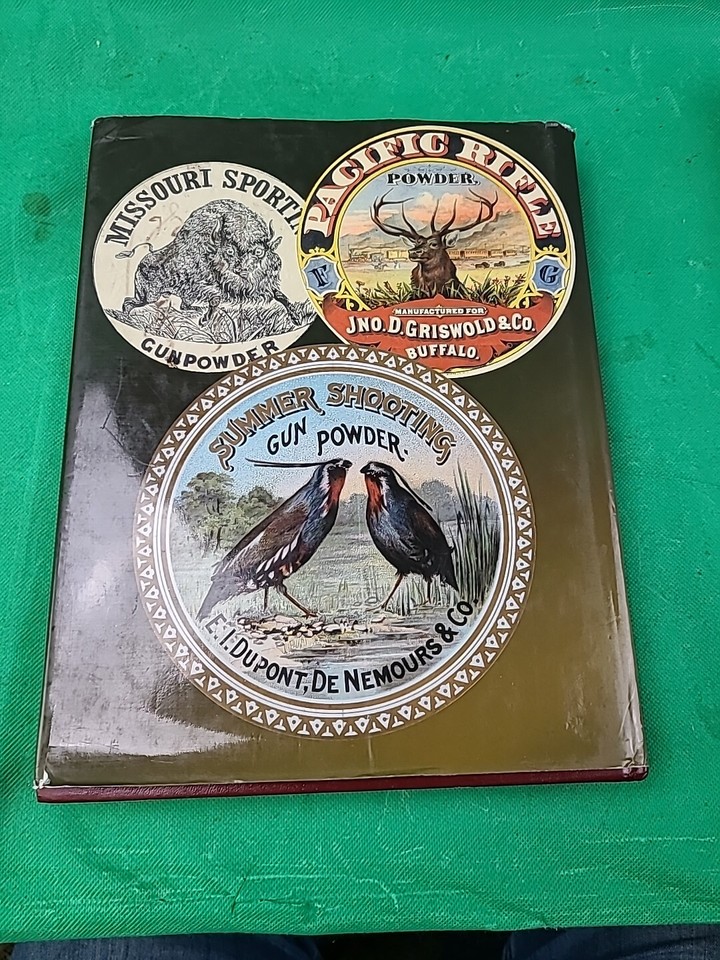 MISSOURI SPORTIN
GUNPOWDER
PACIFIC RIFLE
POWDER.
F G
MANUFACTURED FOR
JNO. D. GRISWOLD & CO.
BUFFALO.
SUMMER SHOOTING
GUN POWDER.
E. I. DUPONT, DE NEMOURS & CO